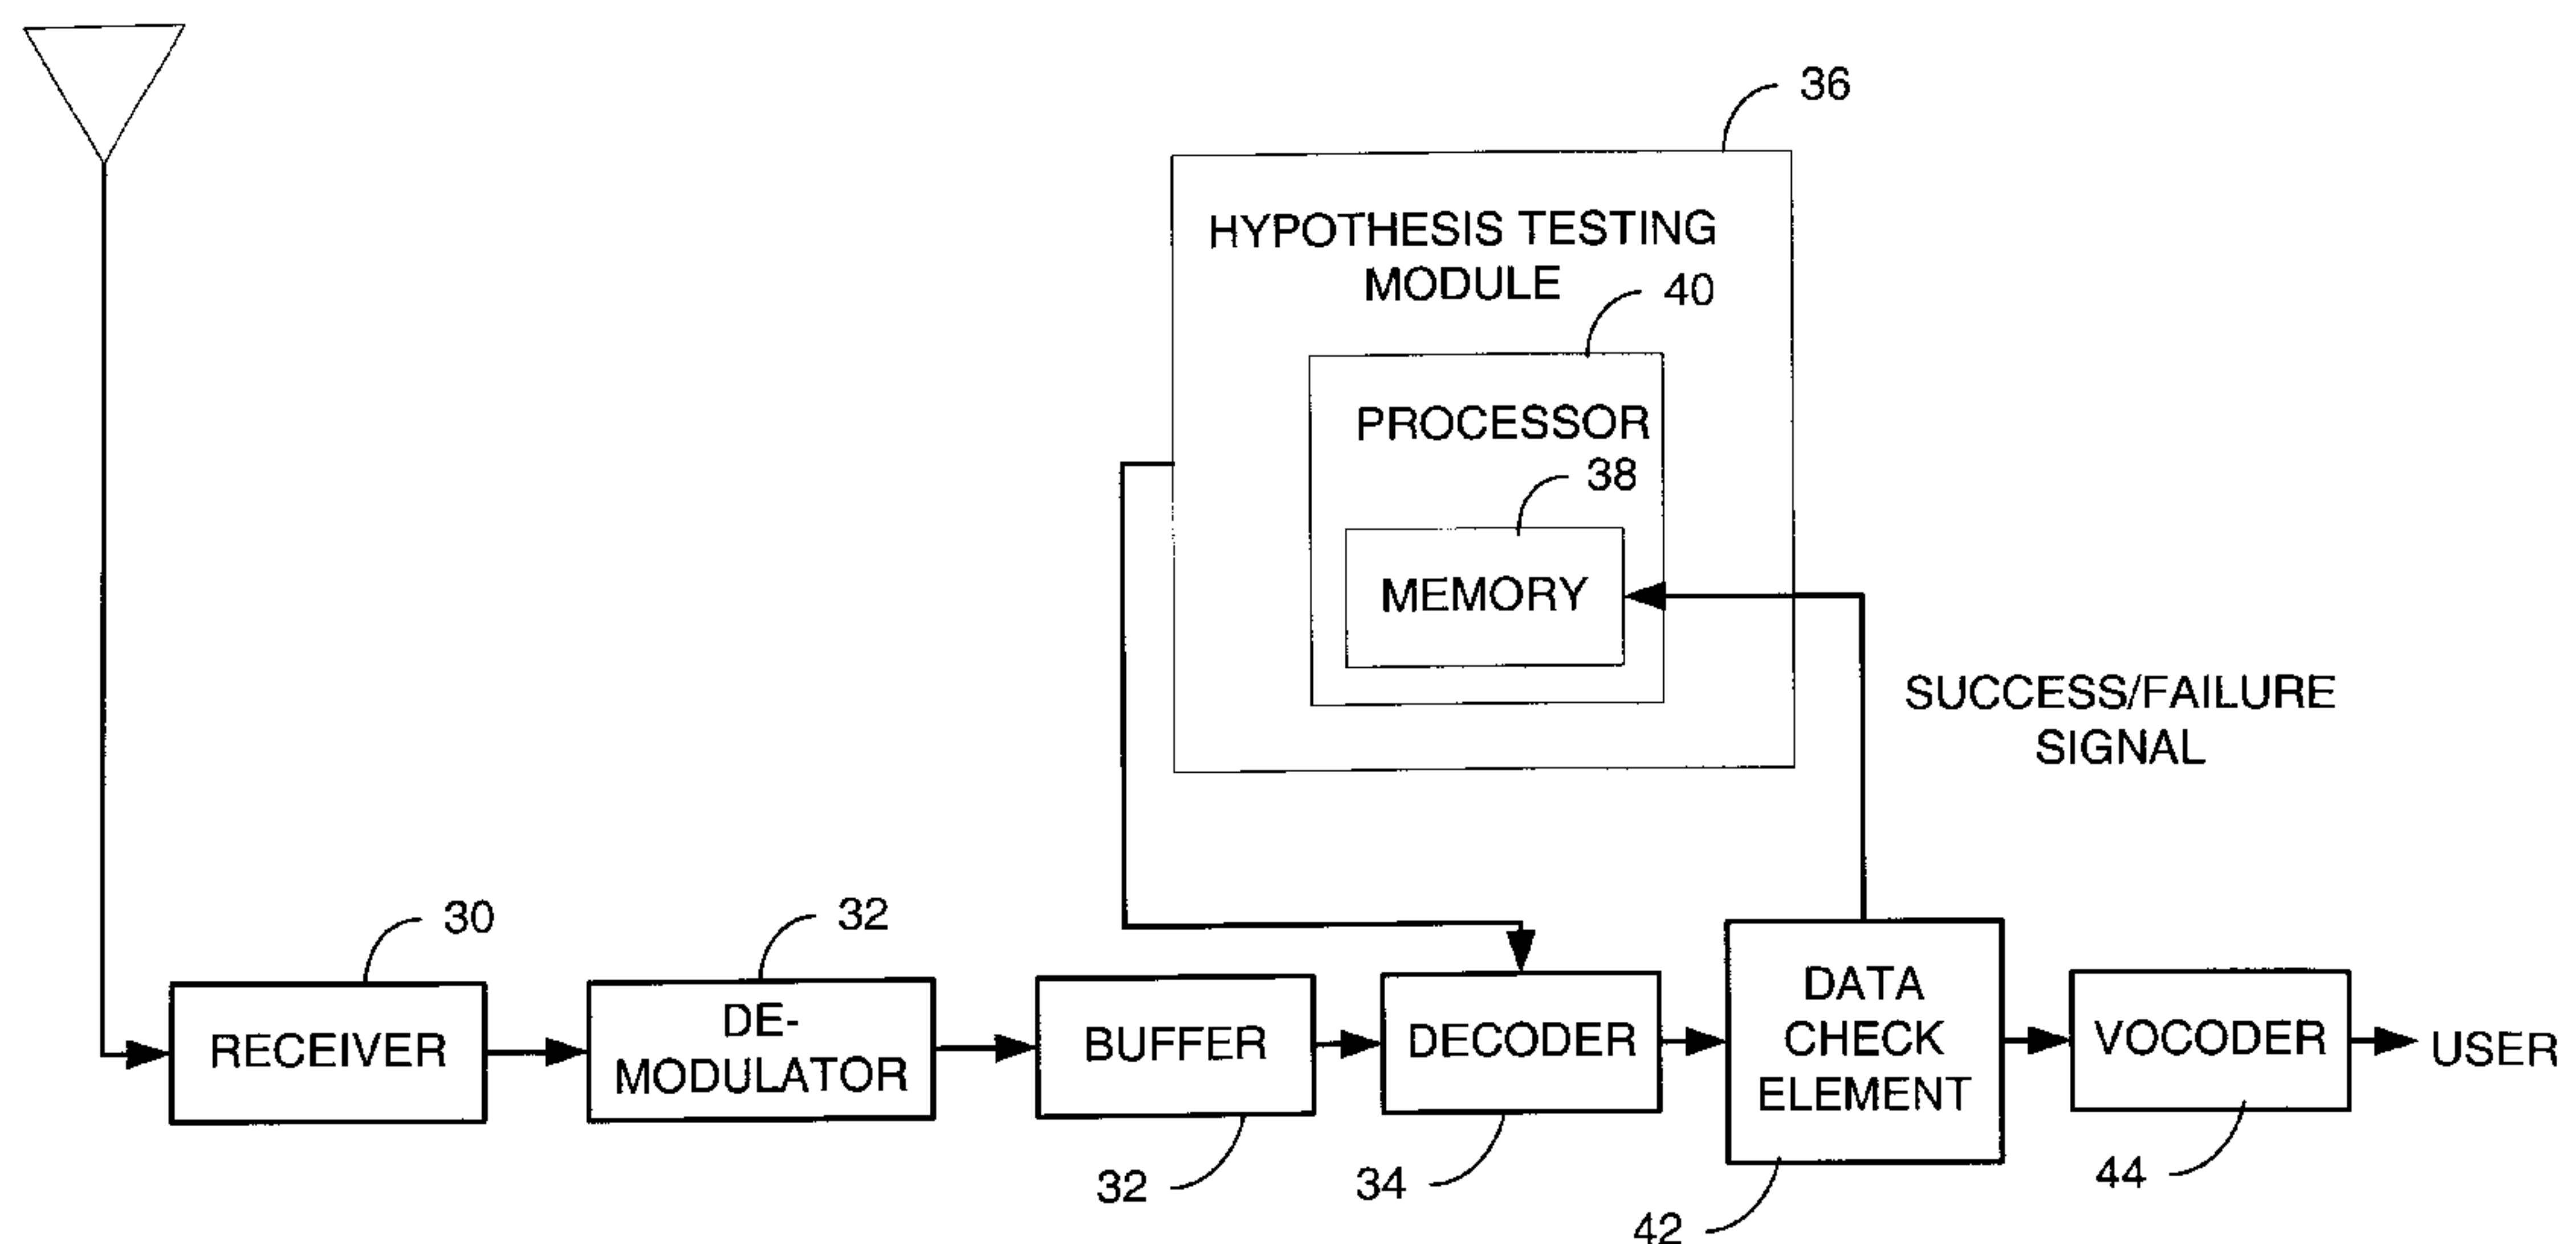 36
HYPOTHESIS TESTING
MODULE
40
PROCESSOR
38
MEMORY
SUCCESS/FAILURE
SIGNAL
30
32
RECEIVER
DE-
MODULATOR
BUFFER
DECODER
DATA
CHECK
ELEMENT
VOCODER
USER
32
34
42
44